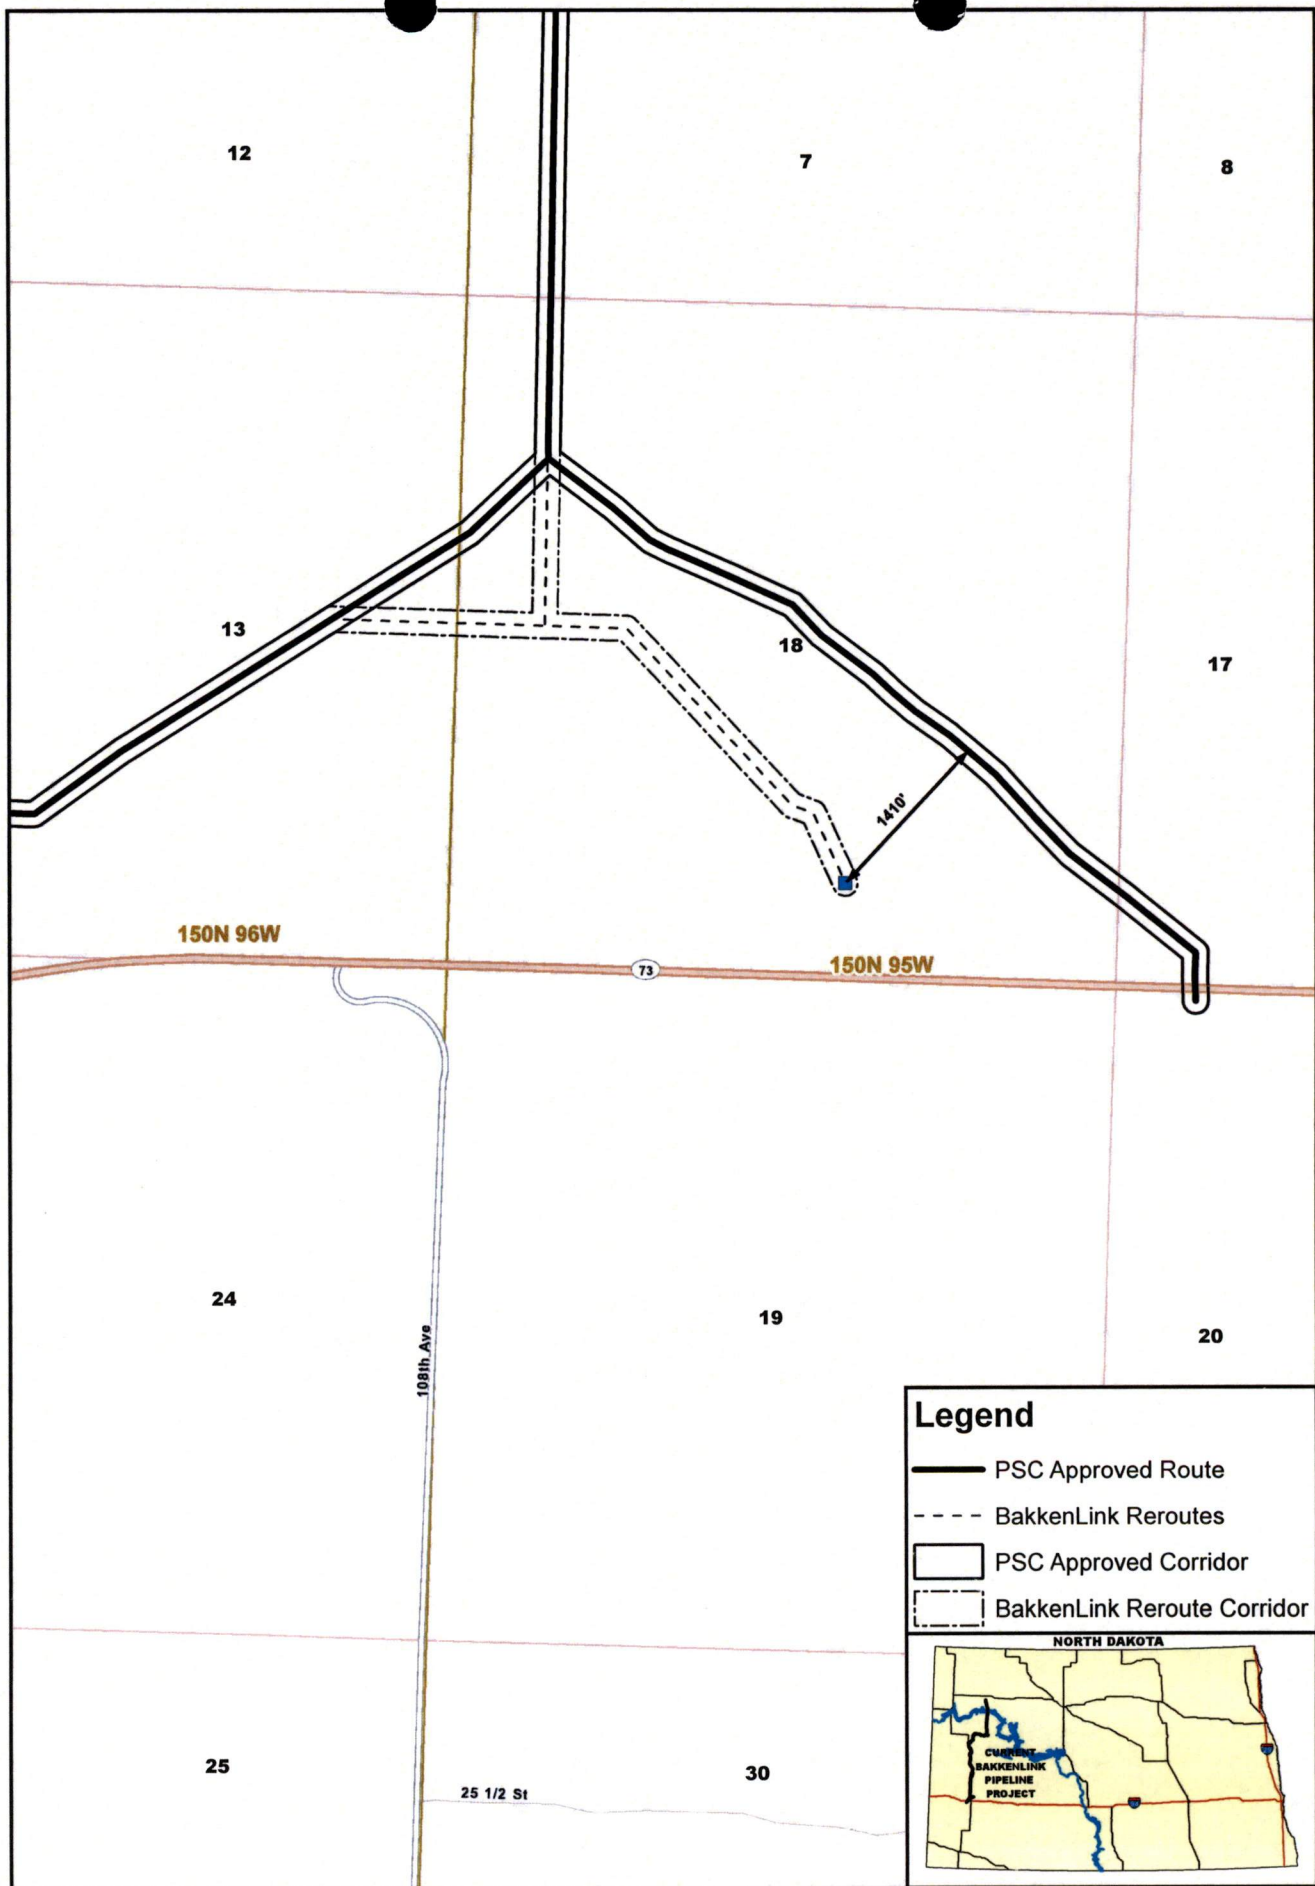 12
7
8
13
18
17
1410'
150N 96W
73
150N 95W
24
19
20
108th Ave
Legend
PSC Approved Route
BakkenLink Reroutes
PSC Approved Corridor
BakkenLink Reroute Corridor
NORTH DAKOTA
CURRENT
BAKKENLINK
PIPELINE
PROJECT
25
30
25 1/2 St